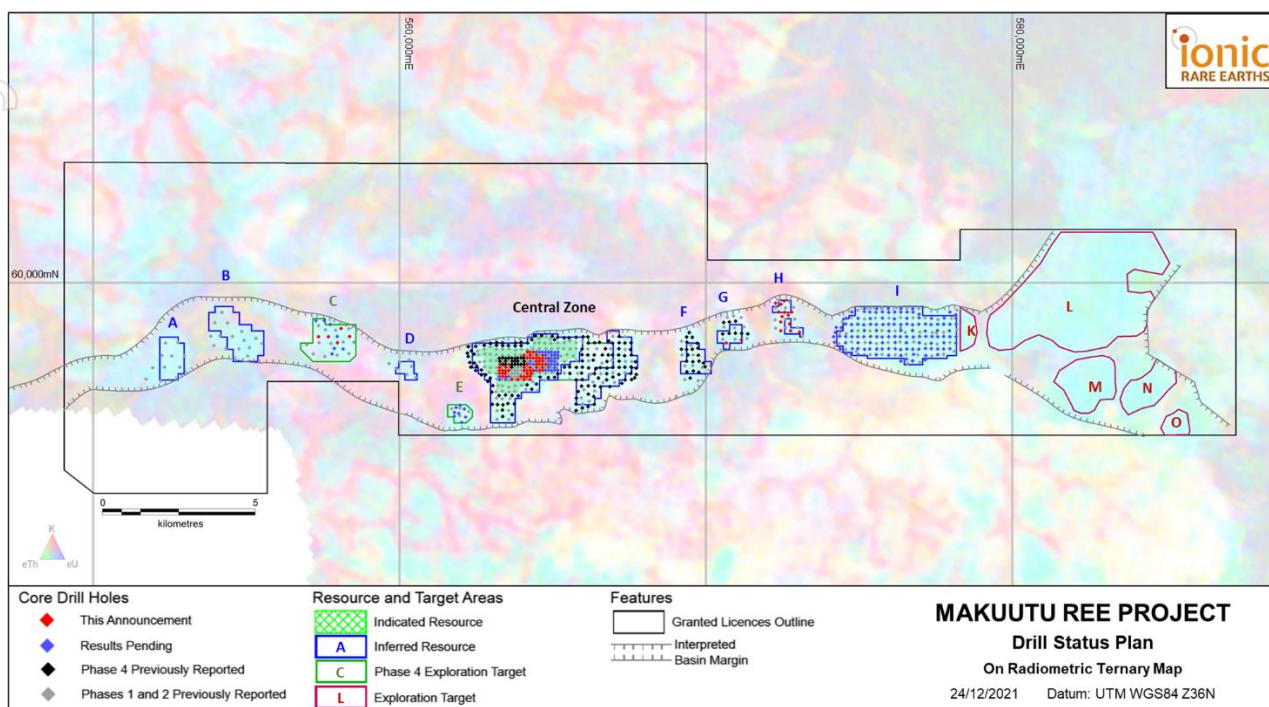 560,000mE
580,000mE
ionic
RARE EARTHS
60,000mN
A
B
C
D
E
Central Zone
F
G
H
I
K
L
M
N
O
0 5
kilometres
K
eTh eU
Core Drill Holes
This Announcement
Results Pending
Phase 4 Previously Reported
Phases 1 and 2 Previously Reported
Resource and Target Areas
Indicated Resource
A Inferred Resource
C Phase 4 Exploration Target
L Exploration Target
Features
Granted Licences Outline
Interpreted
Basin Margin
MAKUUTU REE PROJECT
Drill Status Plan
On Radiometric Ternary Map
24/12/2021 Datum: UTM WGS84 Z36N